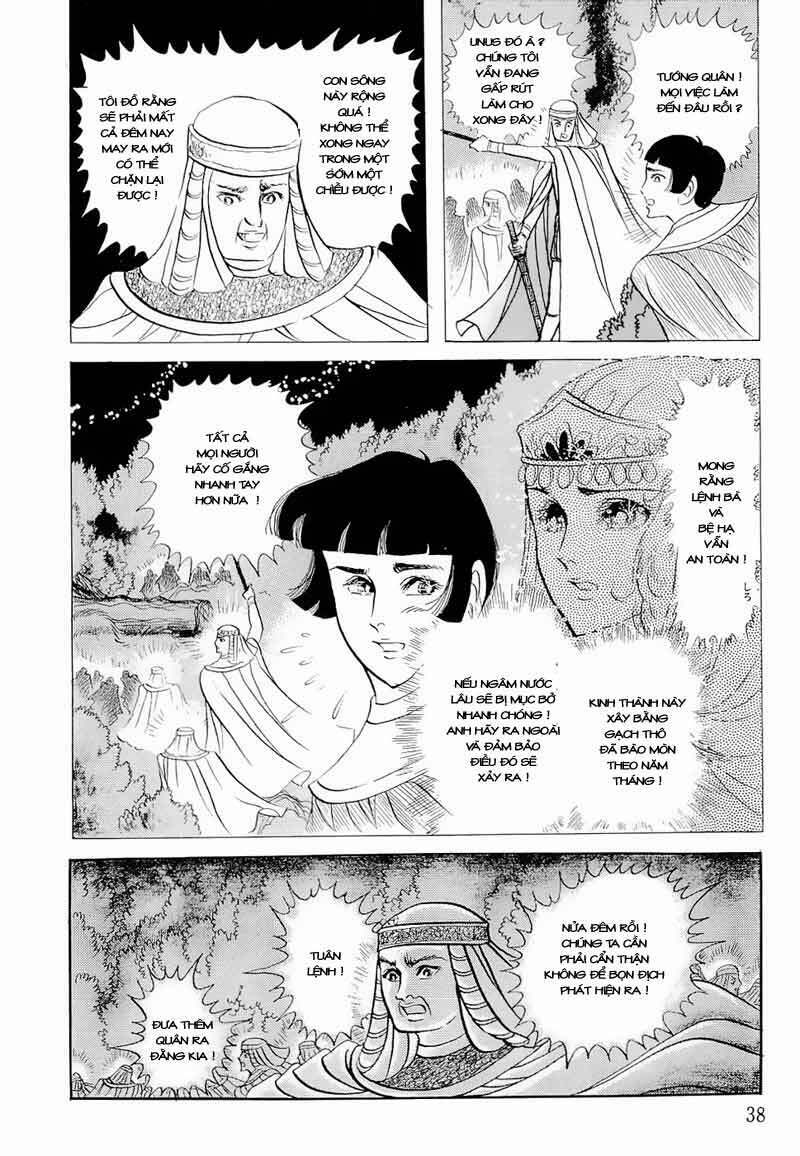 TƯỚNG QUÂN !
MỌI VIỆC LÀM
ĐẾN ĐÂU RỒI ?
UNUS ĐÓ À ?
CHÚNG TÔI
VẪN ĐANG
GẤP RÚT
LÀM CHO
XONG ĐÂY !
CON SÔNG
NÀY RỘNG
QUÁ !
KHÔNG THỂ
XONG NGAY
TRONG MỘT
SỚM MỘT
CHIỀU ĐƯỢC !
TÔI ĐỒ RẰNG
SẼ PHẢI MẤT
CẢ ĐÊM NAY
MAY RA MỚI
CÓ THỂ
CHẶN LẠI
ĐƯỢC !
MONG
RẰNG
LỆNH BÀ
VÀ
BỆ HẠ
VẪN
AN TOÀN !
TẤT CẢ
MỌI NGƯỜI
HÃY CỐ GẮNG
NHANH TAY
HƠN NỮA !
KINH THÀNH NÀY
XÂY BẰNG
GẠCH THÔ
ĐÃ BÀO MÒN
THEO NĂM
THÁNG !
NẾU NGÂM NƯỚC
LÂU SẼ BỊ MỤC BỞ
NHANH CHÓNG !
ANH HÃY RA NGOÀI
VÀ ĐẢM BẢO
ĐIỀU ĐÓ SẼ
XẢY RA !
NỬA ĐÊM RỒI !
CHÚNG TA CẦN
PHẢI CẨN THẬN
KHÔNG ĐỂ BỌN ĐỊCH
PHÁT HIỆN RA !
TUÂN
LỆNH !
ĐƯA THÊM
QUÂN RA
ĐẰNG KIA !
38